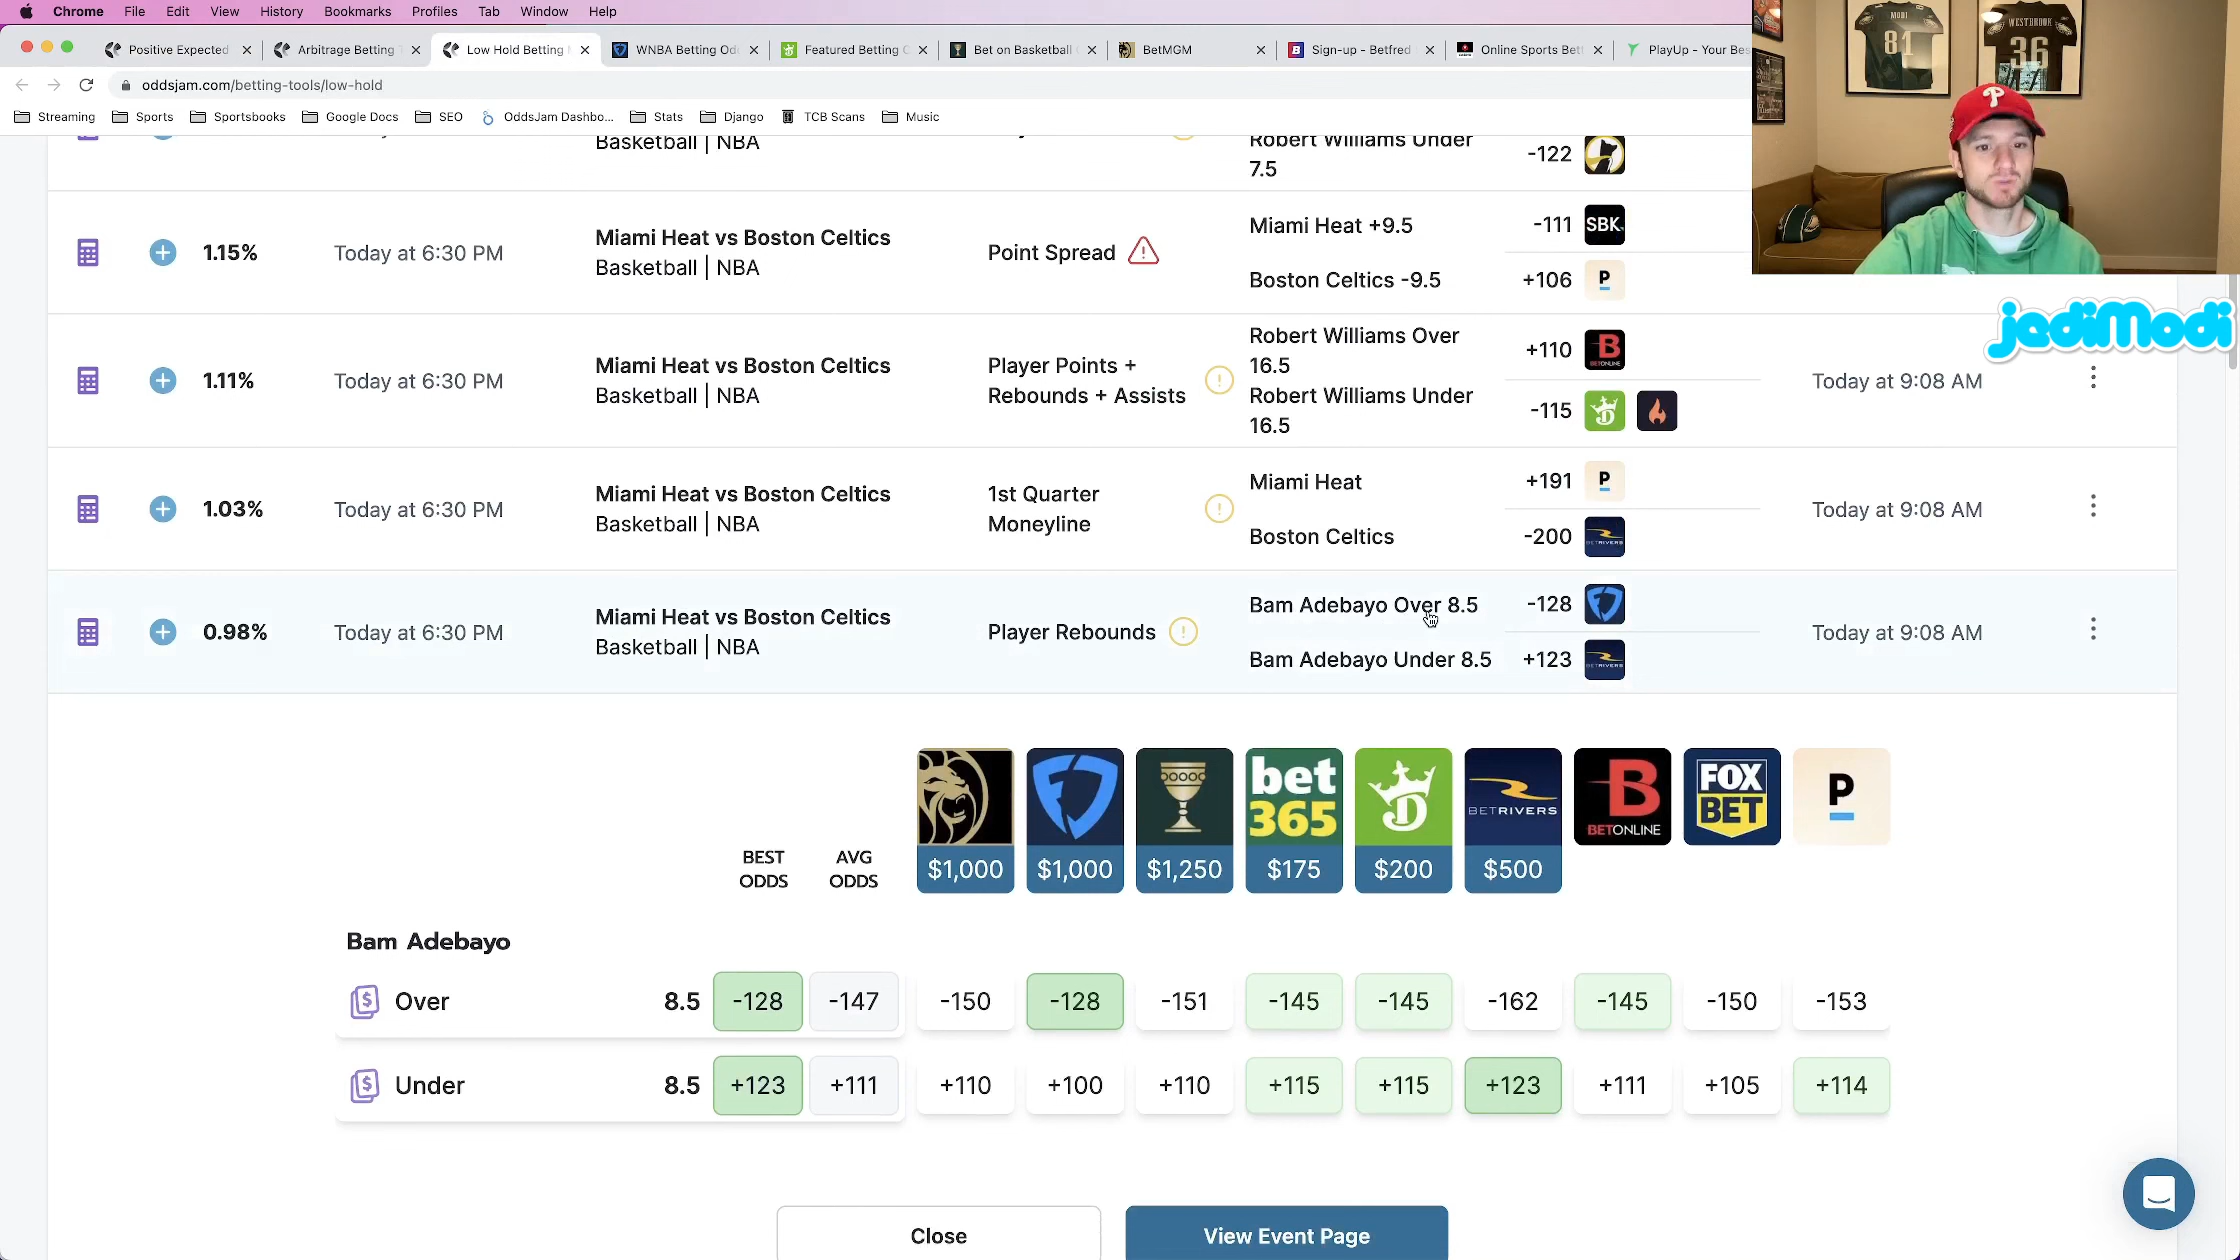 Chrome File Edit View History Bookmarks Profiles Tab Window Help
Positive Expected Arbitrage Betting Low Hold Betting WNBA Betting Od Featured Betting Bet on Basketball BetMGM Sign-up - Betfred Online Sports Bet PlayUp - Your Bes
oddsjam.com/betting-tools/low-hold
Streaming Sports Sportsbooks Google Docs SEO OddsJam Dashbo... Stats Django TCB Scans Music
MODI 81 WESTBROOK 36
P
jediModi
Basketball | NBA
Robert Williams Under 7.5
-122
1.15% Today at 6:30 PM
Miami Heat vs Boston Celtics
Basketball | NBA
Point Spread
Miami Heat +9.5 -111 SBK
Boston Celtics -9.5 +106 P
1.11% Today at 6:30 PM
Miami Heat vs Boston Celtics
Basketball | NBA
Player Points +
Rebounds + Assists
Robert Williams Over
16.5
+110 B BETONLINE
Robert Williams Under
16.5
-115
Today at 9:08 AM
1.03% Today at 6:30 PM
Miami Heat vs Boston Celtics
Basketball | NBA
1st Quarter
Moneyline
Miami Heat +191 P
Boston Celtics -200 BETRIVERS
Today at 9:08 AM
0.98% Today at 6:30 PM
Miami Heat vs Boston Celtics
Basketball | NBA
Player Rebounds
Bam Adebayo Over 8.5 -128
Bam Adebayo Under 8.5 +123 BETRIVERS
Today at 9:08 AM
bet365 BETRIVERS B BETONLINE FOX BET P
BEST ODDS AVG ODDS
$1,000 $1,000 $1,250 $175 $200 $500
Bam Adebayo
Over 8.5 -128 -147 -150 -128 -151 -145 -145 -162 -145 -150 -153
Under 8.5 +123 +111 +110 +100 +110 +115 +115 +123 +111 +105 +114
Close View Event Page